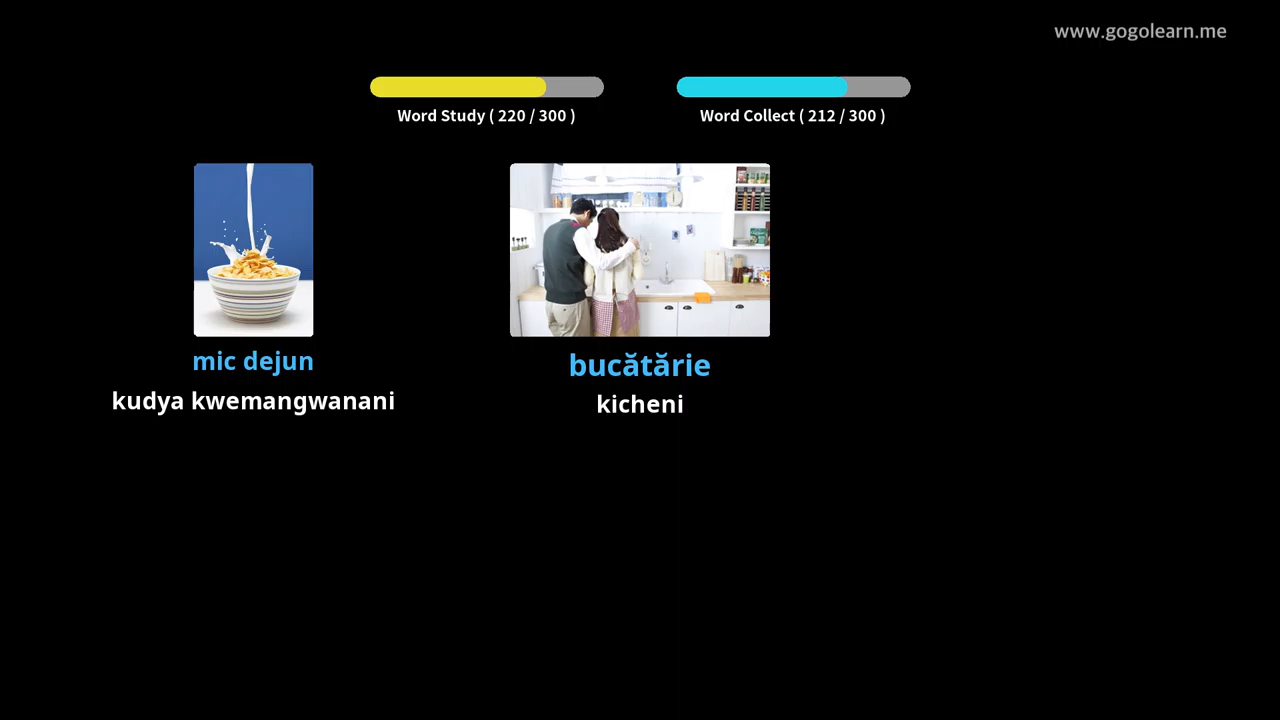 www.gogolearn.me
Word Study ( 220 / 300 )
Word Collect ( 212 / 300 )
mic dejun
kudya kwemangwanani
bucătărie
kicheni